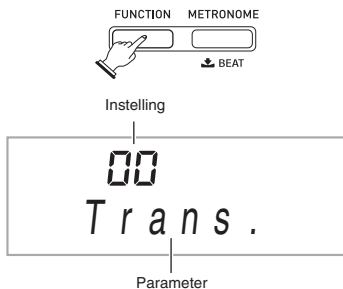 FUNCTION METRONOME
BEAT
Instelling
00
Trans.
Parameter